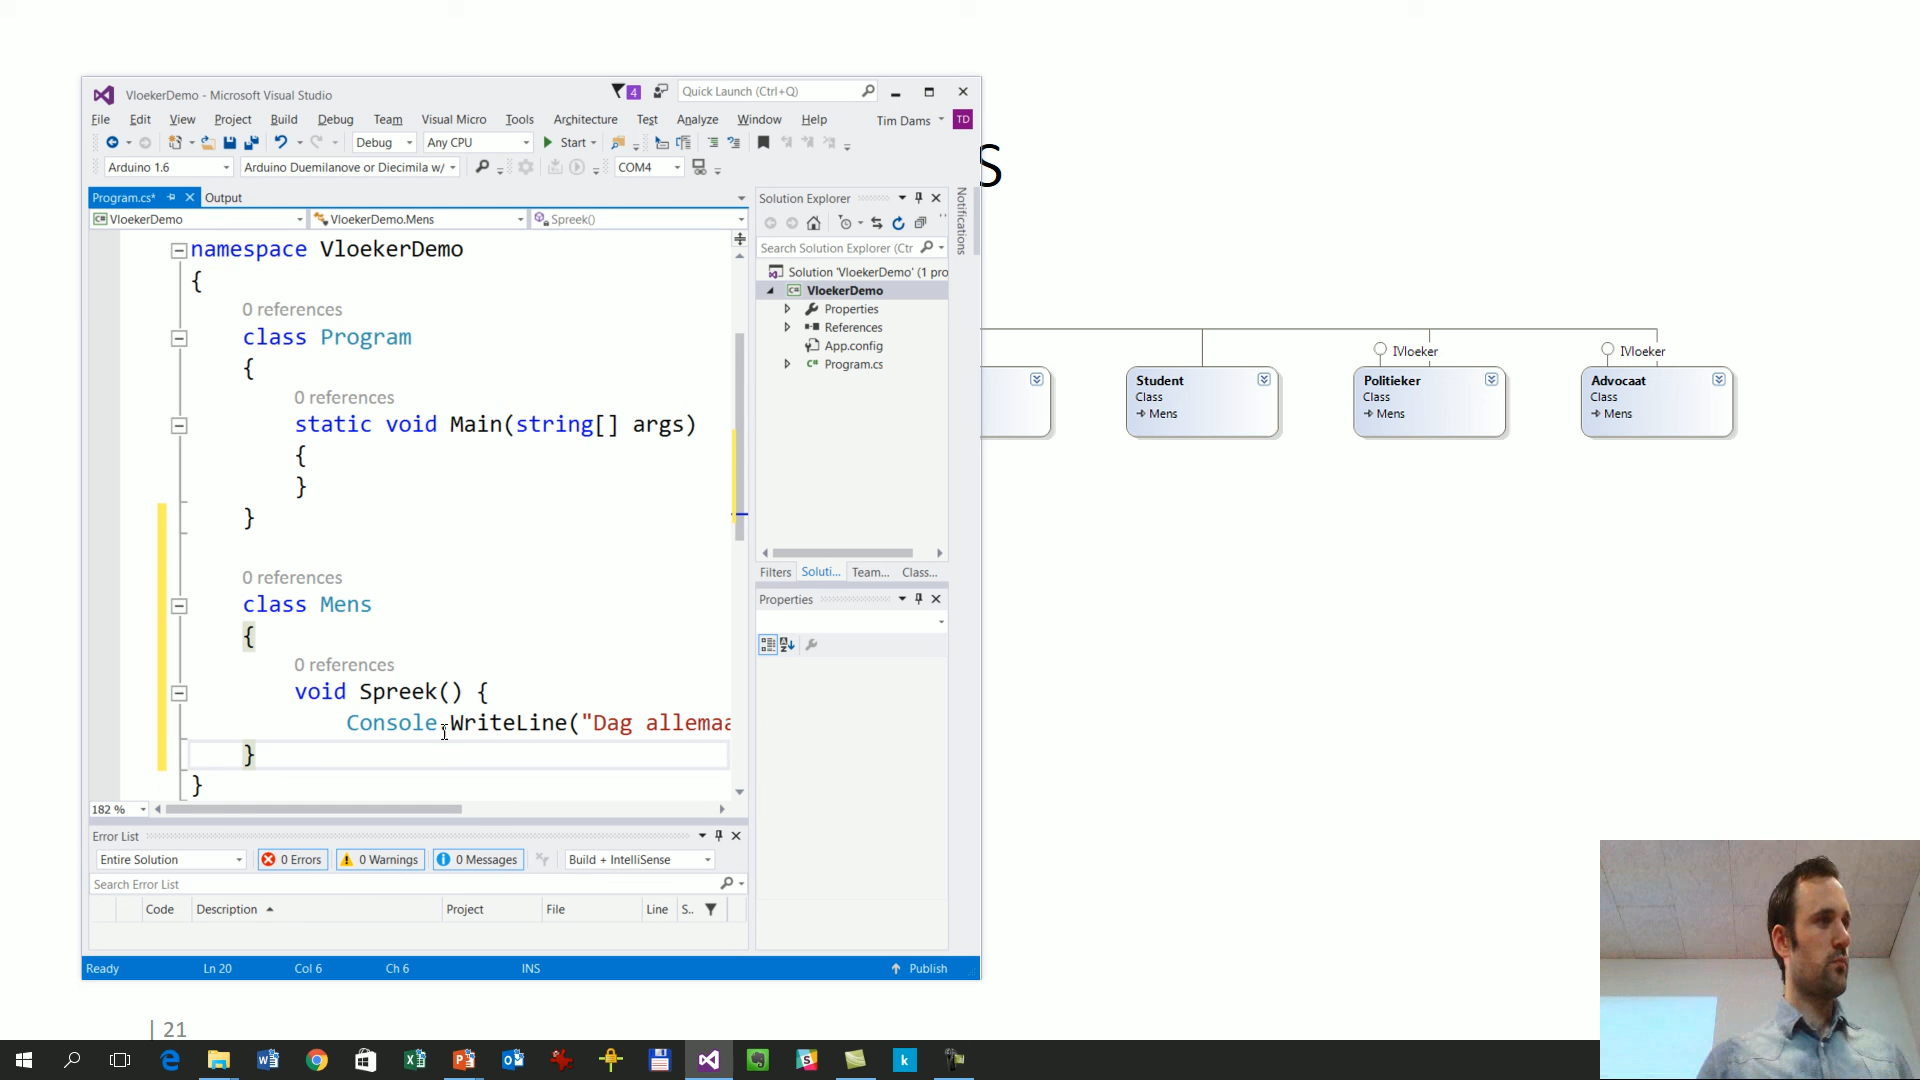 VloekerDemo - Microsoft Visual Studio
4
Quick Launch (Ctrl+Q)
File Edit View Project Build Debug Team Visual Micro Tools Architecture Test Analyze Window Help
Tim Dams TD
Debug Any CPU Start
Arduino 1.6 Arduino Duemilanove or Diecimila w/ COM4
Program.cs* Output
VloekerDemo VloekerDemo.Mens Spreek()
namespace VloekerDemo
{
0 references
class Program
{
0 references
static void Main(string[] args)
{
}
}
0 references
class Mens
{
0 references
void Spreek() {
Console.WriteLine("Dag allemaa
}
}
182 %
Error List
Entire Solution 0 Errors 0 Warnings 0 Messages Build + IntelliSense
Search Error List
Code Description Project File Line S..
Ready Ln 20 Col 6 Ch 6 INS Publish
Solution Explorer
Search Solution Explorer (Ctr
Solution 'VloekerDemo' (1 pro
VloekerDemo
Properties
References
App.config
Program.cs
Filters Soluti... Team... Class...
Properties
Notifications
S
Student
Class
Mens
IVloeker
Politieker
Class
Mens
IVloeker
Advocaat
Class
Mens
| 21